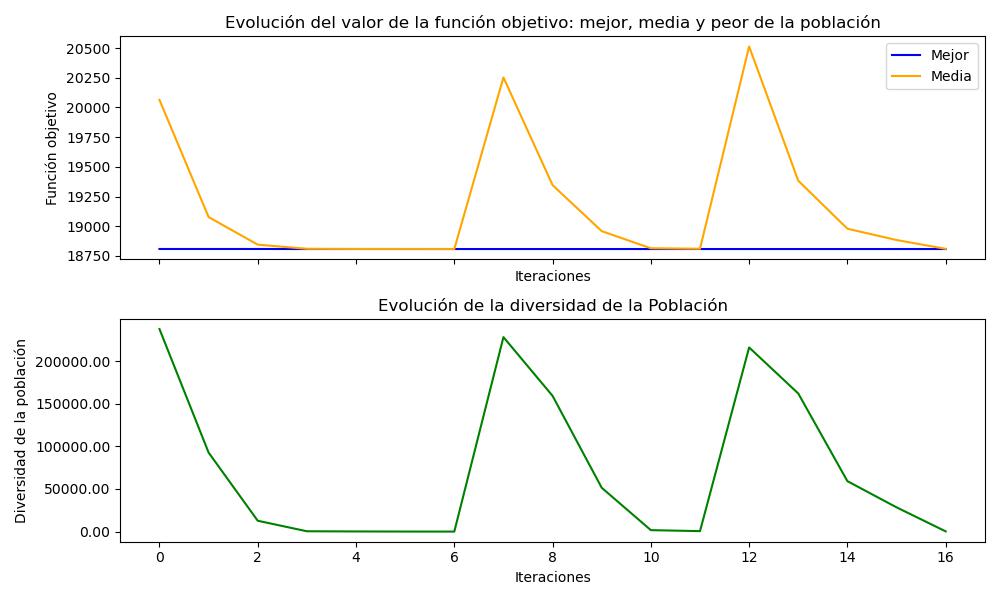 Evolución del valor de la función objetivo: mejor, media y peor de la población
Función objetivo
20500
20250
20000
19750
19500
19250
19000
18750
Mejor
Media
Iteraciones
Evolución de la diversidad de la Población
Diversidad de la población
200000.00
150000.00
100000.00
50000.00
0.00
0 2 4 6 8 10 12 14 16
Iteraciones